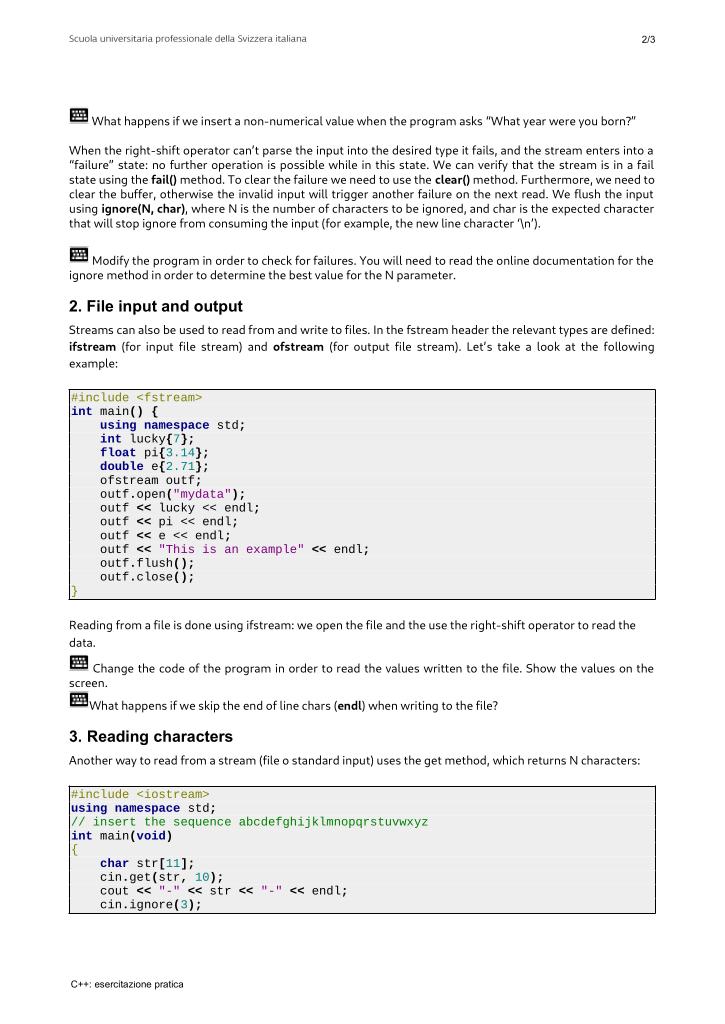 Scuola universitaria professionale della Svizzera italiana
2/3
What happens if we insert a non-numerical value when the program asks “What year were you born?”
When the right-shift operator can’t parse the input into the desired type it fails, and the stream enters into a
“failure” state: no further operation is possible while in this state. We can verify that the stream is in a fail
state using the fail() method. To clear the failure we need to use the clear() method. Furthermore, we need to
clear the buffer, otherwise the invalid input will trigger another failure on the next read. We flush the input
using ignore(N, char), where N is the number of characters to be ignored, and char is the expected character
that will stop ignore from consuming the input (for example, the new line character ‘\n’).
Modify the program in order to check for failures. You will need to read the online documentation for the
ignore method in order to determine the best value for the N parameter.
2. File input and output
Streams can also be used to read from and write to files. In the fstream header the relevant types are defined:
ifstream (for input file stream) and ofstream (for output file stream). Let’s take a look at the following
example:
#include <fstream>
int main() {
    using namespace std;
    int lucky{7};
    float pi{3.14};
    double e{2.71};
    ofstream outf;
    outf.open("mydata");
    outf << lucky << endl;
    outf << pi << endl;
    outf << e << endl;
    outf << "This is an example" << endl;
    outf.flush();
    outf.close();
}
Reading from a file is done using ifstream: we open the file and the use the right-shift operator to read the
data.
Change the code of the program in order to read the values written to the file. Show the values on the
screen.
What happens if we skip the end of line chars (endl) when writing to the file?
3. Reading characters
Another way to read from a stream (file o standard input) uses the get method, which returns N characters:
#include <iostream>
using namespace std;
// insert the sequence abcdefghijklmnopqrstuvwxyz
int main(void)
{
    char str[11];
    cin.get(str, 10);
    cout << "-" << str << "-" << endl;
    cin.ignore(3);
C++: esercitazione pratica